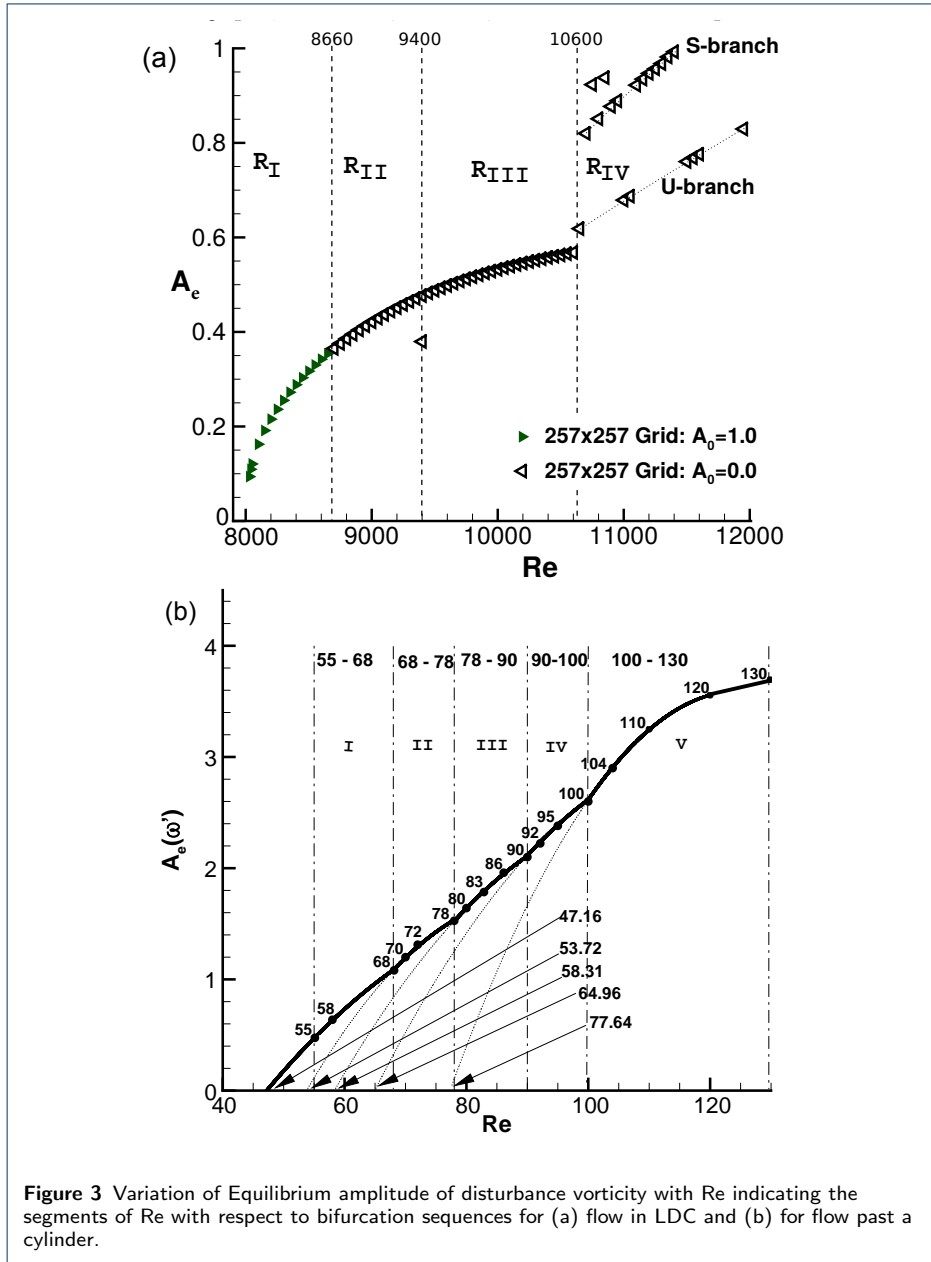 8660 9400 10600
(a)
1
0.8
0.6
0.4
0.2
0
A_e
S-branch
R_I R_II R_III R_IV
U-branch
257x257 Grid: A_0=1.0
257x257 Grid: A_0=0.0
8000 9000 10000 11000 12000
Re
(b)
4
3
2
1
0
A_e(ω')
55 - 68 68 - 78 78 - 90 90-100 100 - 130
I II III IV V
55
58
68
70
72
78
80
83
86
90
92
95
100
104
110
120
130
47.16
53.72
58.31
64.96
77.64
40 60 80 100 120
Re
Figure 3 Variation of Equilibrium amplitude of disturbance vorticity with Re indicating the
segments of Re with respect to bifurcation sequences for (a) flow in LDC and (b) for flow past a
cylinder.